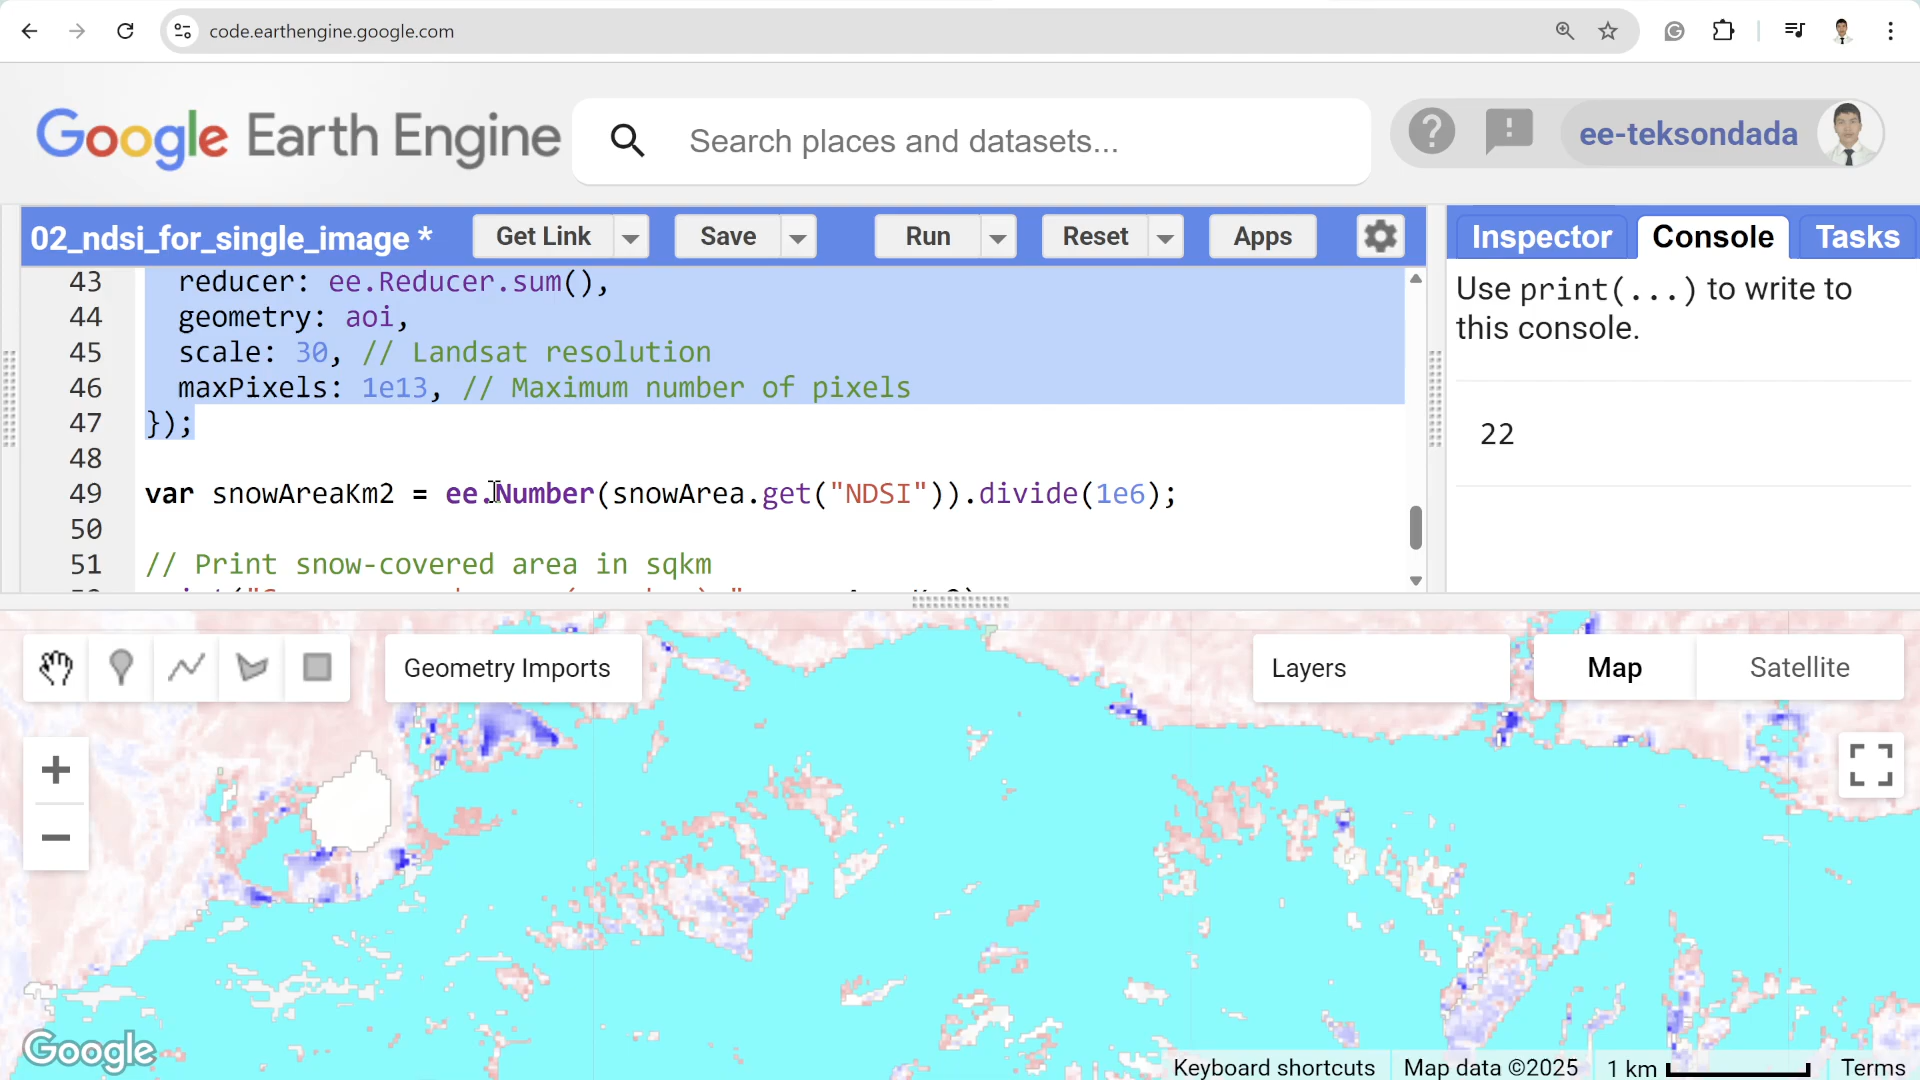 code.earthengine.google.com
Google Earth Engine
Search places and datasets...
ee-teksondada
02_ndsi_for_single_image *
Get Link
Save
Run
Reset
Apps
Inspector
Console
Tasks
43 reducer: ee.Reducer.sum(),
44 geometry: aoi,
45 scale: 30, // Landsat resolution
46 maxPixels: 1e13, // Maximum number of pixels
47 });
48
49 var snowAreaKm2 = ee.Number(snowArea.get("NDSI")).divide(1e6);
50
51 // Print snow-covered area in sqkm
Use print(...) to write to
this console.
22
Geometry Imports
Layers
Map
Satellite
Google
Keyboard shortcuts
Map data ©2025
1 km
Terms